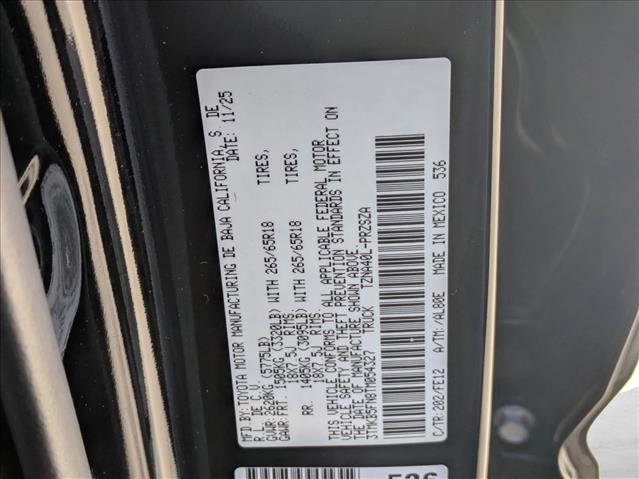 MFD. BY: TOYOTA MOTOR MANUFACTURING DE BAJA CALIFORNIA, S DE
R.L. DE C.V. DATE: 11/25
GVWR: 2620KG (5775LB)
GAWR: FRT. 1505KG (3320LB) WITH 265/65R18 TIRES,
18X7.5J RIMS,
RR. 1405KG (3095LB) WITH 265/65R18 TIRES,
18X7.5J RIMS.
THIS VEHICLE CONFORMS TO ALL APPLICABLE FEDERAL MOTOR
VEHICLE SAFETY AND THEFT PREVENTION STANDARDS IN EFFECT ON
THE DATE OF MANUFACTURE SHOWN ABOVE.
3TMKB5FN8TM054327 TRUCK TZNA40L-PRZSZA
C/TR:202/FE12 A/TM:/AL80E MADE IN MEXICO 536